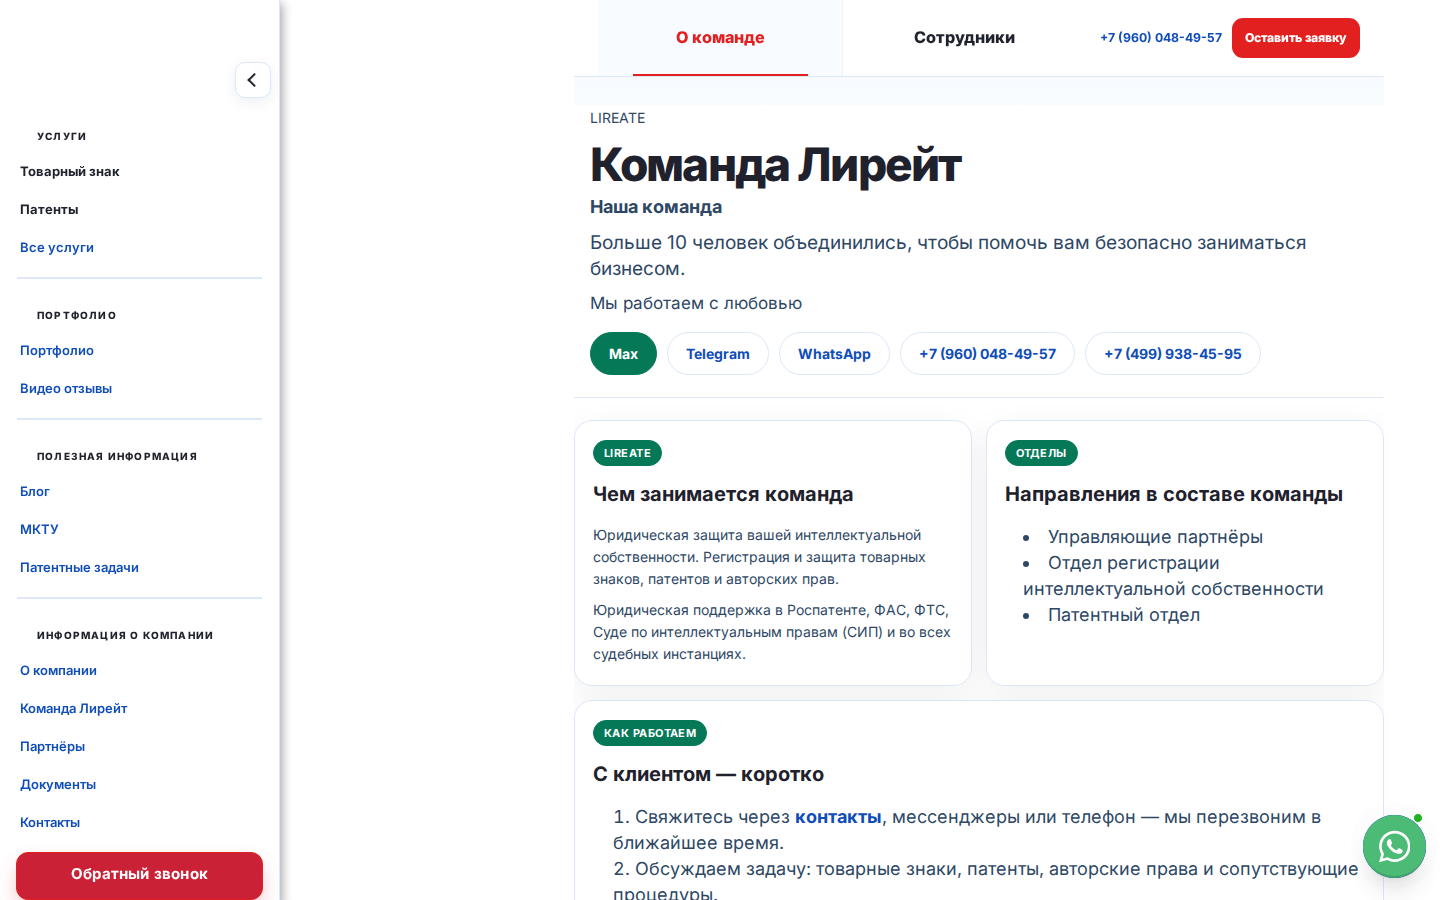 УСЛУГИ
Товарный знак
Патенты
Все услуги
ПОРТФОЛИО
Портфолио
Видео отзывы
ПОЛЕЗНАЯ ИНФОРМАЦИЯ
Блог
МКТУ
Патентные задачи
ИНФОРМАЦИЯ О КОМПАНИИ
О компании
Команда Лирейт
Партнёры
Документы
Контакты
Обратный звонок
О команде
Сотрудники
+7 (960) 048-49-57
Оставить заявку
LIREATE
Команда Лирейт
Наша команда
Больше 10 человек объединились, чтобы помочь вам безопасно заниматься
бизнесом.
Мы работаем с любовью
Max
Telegram
WhatsApp
+7 (960) 048-49-57
+7 (499) 938-45-95
LIREATE
Чем занимается команда
Юридическая защита вашей интеллектуальной
собственности. Регистрация и защита товарных
знаков, патентов и авторских прав.
Юридическая поддержка в Роспатенте, ФАС, ФТС,
Суде по интеллектуальным правам (СИП) и во всех
судебных инстанциях.
ОТДЕЛЫ
Направления в составе команды
• Управляющие партнёры
• Отдел регистрации
интеллектуальной собственности
• Патентный отдел
КАК РАБОТАЕМ
С клиентом — коротко
1. Свяжитесь через контакты, мессенджеры или телефон — мы перезвоним в
ближайшее время.
2. Обсуждаем задачу: товарные знаки, патенты, авторские права и сопутствующие
процедуры.